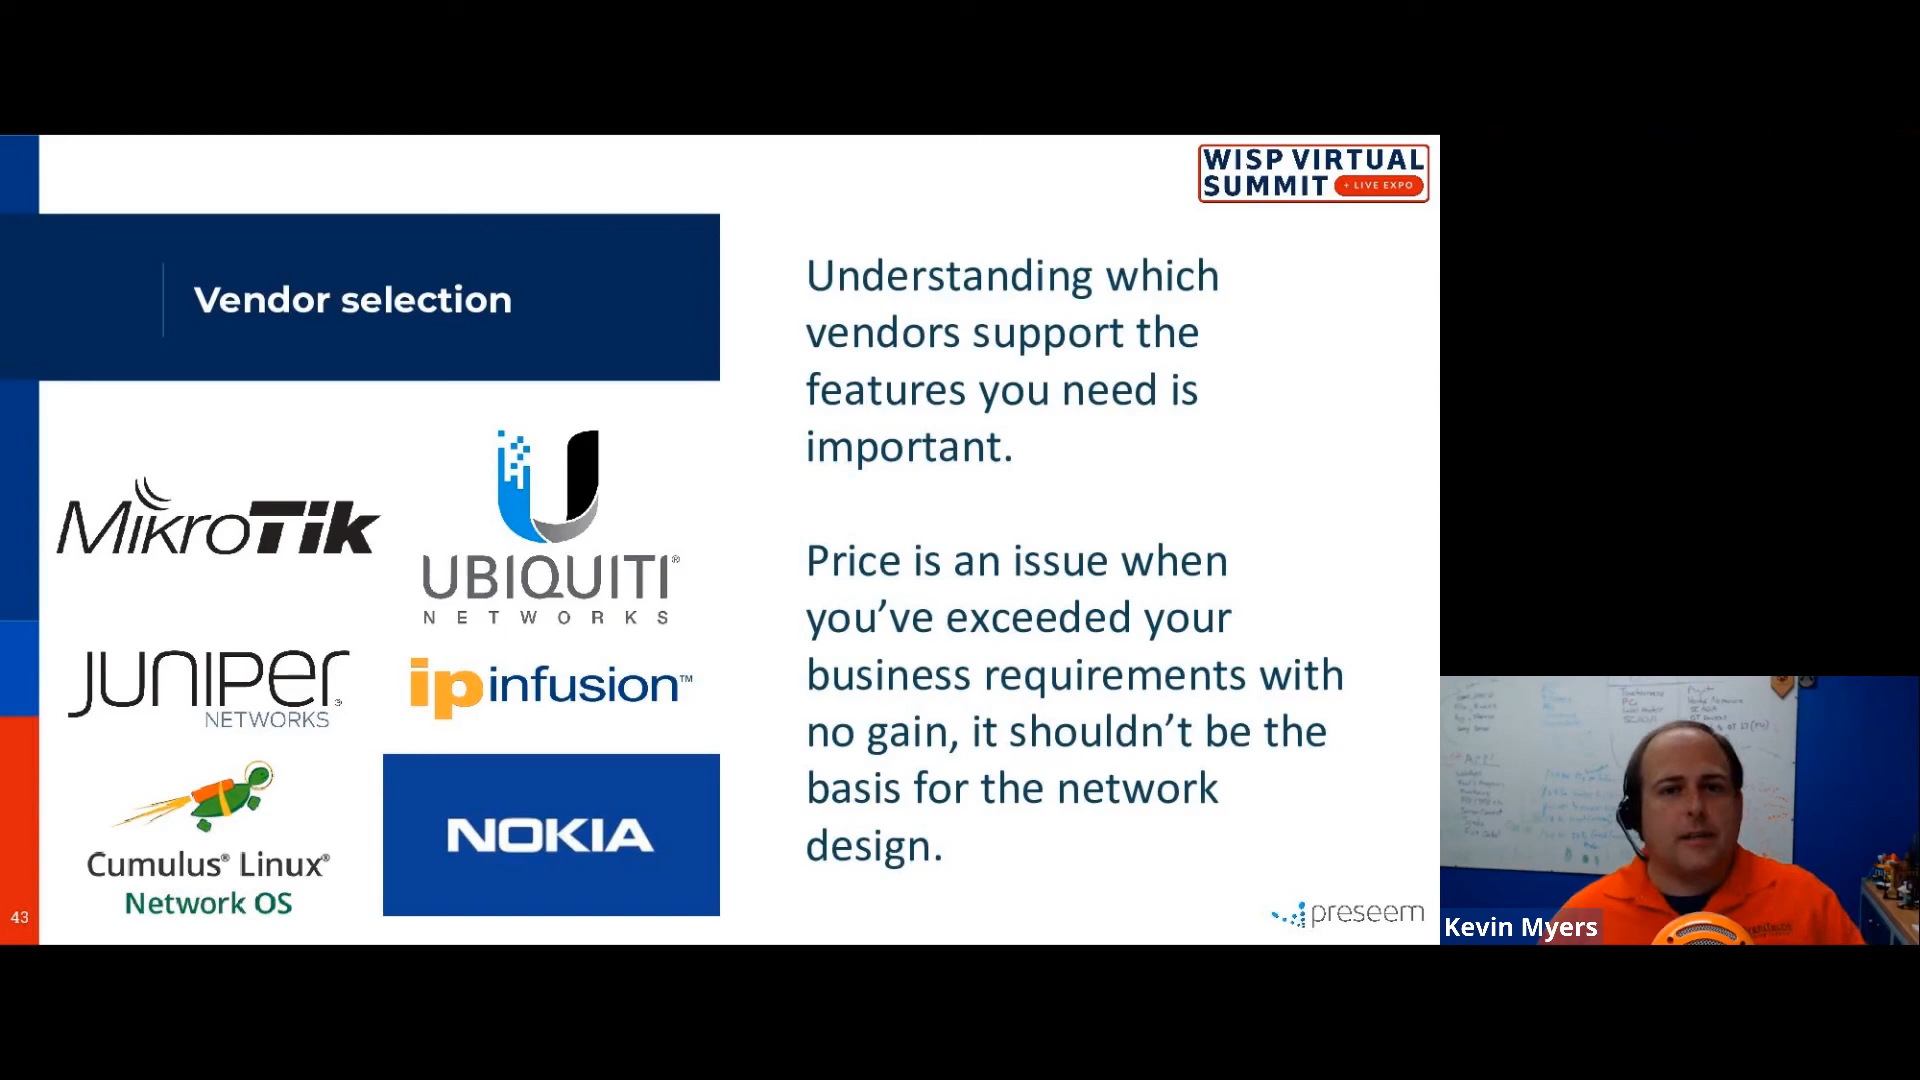 WISP VIRTUAL
SUMMIT + LIVE EXPO
Vendor selection
Understanding which
vendors support the
features you need is
important.
Price is an issue when
you’ve exceeded your
business requirements with
no gain, it shouldn’t be the
basis for the network
design.
MikroTik
UBIQUITI®
NETWORKS
JUNIPer®
NETWORKS
ip infusion™
Cumulus® Linux®
Network OS
NOKIA
43
preseem
Kevin Myers